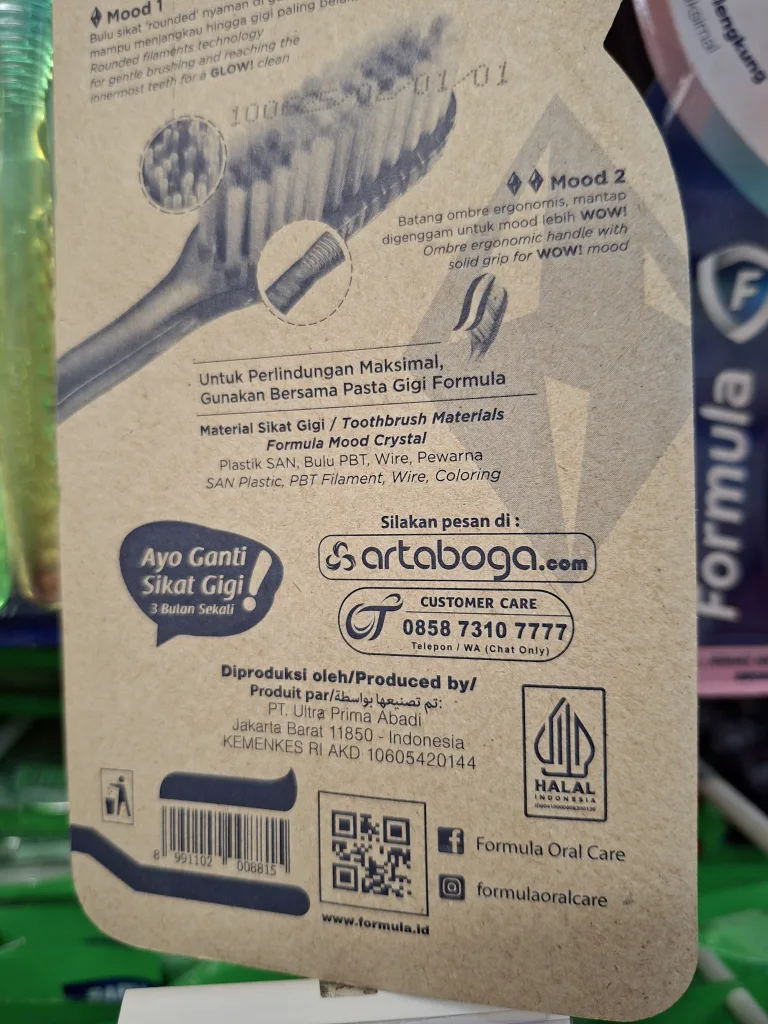 Mood 1
Bulu sikat 'rounded' nyaman di
mampu menjangkau hingga gigi paling
Rounded filaments technology
for gentle brushing and reaching the
innermost teeth for a GLOW! clean
01/01
Mood 2
Batang ombre ergonomis, mantap
digenggam untuk mood lebih WOW!
Ombre ergonomic handle with
solid grip for WOW! mood
Untuk Perlindungan Maksimal,
Gunakan Bersama Pasta Gigi Formula
Material Sikat Gigi / Toothbrush Materials
Formula Mood Crystal
Plastik SAN, Bulu PBT, Wire, Pewarna
SAN Plastic, PBT Filament, Wire, Coloring
Ayo Ganti
Sikat Gigi!
3 Bulan Sekali
Silakan pesan di :
artaboga.com
CUSTOMER CARE
0858 7310 7777
Telepon / WA (Chat Only)
Diproduksi oleh/Produced by/
Produit par/تم تصنيعها بواسطة:
PT. Ultra Prima Abadi
Jakarta Barat 11850 - Indonesia
KEMENKES RI AKD 10605420144
HALAL
INDONESIA
8 991102 008815
www.formula.id
Formula Oral Care
formulaoralcare
F
Formula